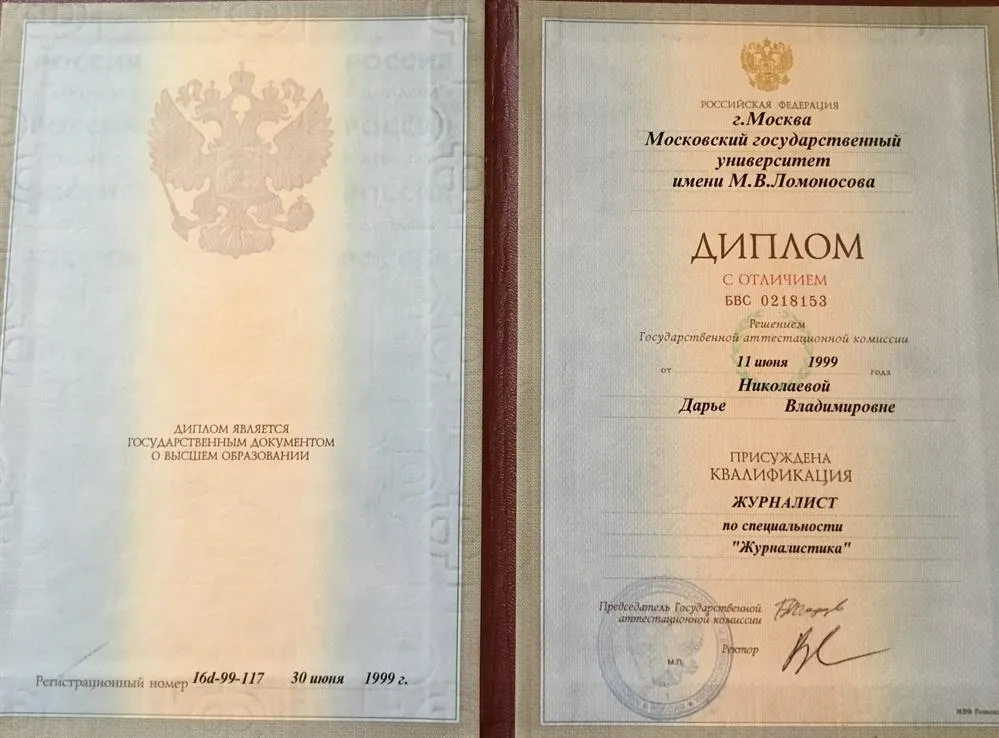 ДИПЛОМ ЯВЛЯЕТСЯ
ГОСУДАРСТВЕННЫМ ДОКУМЕНТОМ
О ВЫСШЕМ ОБРАЗОВАНИИ
Регистрационный номер 16d-99-117 30 июня 1999 г.
РОССИЙСКАЯ ФЕДЕРАЦИЯ
г.Москва
Московский государственный
университет
имени М.В.Ломоносова
ДИПЛОМ
С ОТЛИЧИЕМ
БВС 0218153
Решением
Государственной аттестационной комиссии
от 11 июня 1999 года
Николаевой
Дарье Владимировне
ПРИСУЖДЕНА
КВАЛИФИКАЦИЯ
ЖУРНАЛИСТ
по специальности
"Журналистика"
Председатель Государственной
аттестационной комиссии
Ректор
М.П.